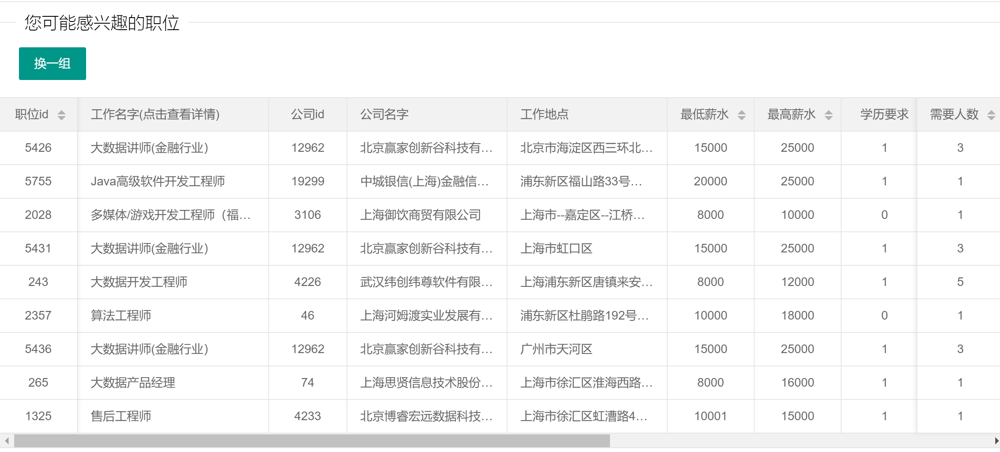 您可能感兴趣的职位
换一组
职位id 工作名字(点击查看详情) 公司id 公司名字 工作地点 最低薪水 最高薪水 学历要求 需要人数
5426 大数据讲师(金融行业) 12962 北京赢家创新谷科技有... 北京市海淀区西三环北... 15000 25000 1 3
5755 Java高级软件开发工程师 19299 中城银信(上海)金融信... 浦东新区福山路33号... 20000 25000 1 1
2028 多媒体/游戏开发工程师（福... 3106 上海御饮商贸有限公司 上海市--嘉定区--江桥... 8000 10000 0 1
5431 大数据讲师(金融行业) 12962 北京赢家创新谷科技有... 上海市虹口区 15000 25000 1 3
243 大数据开发工程师 4226 武汉纬创纬尊软件有限... 上海浦东新区唐镇来安... 8000 12000 1 5
2357 算法工程师 46 上海河姆渡实业发展有... 浦东新区杜鹃路192号... 10000 18000 0 1
5436 大数据讲师(金融行业) 12962 北京赢家创新谷科技有... 广州市天河区 15000 25000 1 3
265 大数据产品经理 74 上海思贤信息技术股份... 上海市徐汇区淮海西路... 8000 16000 1 1
1325 售后工程师 4233 北京博睿宏远数据科技... 上海市徐汇区虹漕路4... 10001 15000 1 1